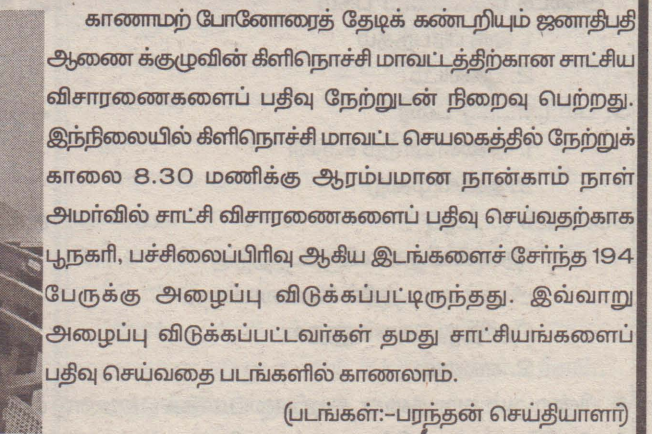 காணாமற் போனோரைத் தேடிக் கண்டறியும் ஜனாதிபதி
ஆணை க்குழுவின் கிளிநொச்சி மாவட்டத்திற்கான சாட்சிய
விசாரணைகளைப் பதிவு நேற்றுடன் நிறைவு பெற்றது.
இந்நிலையில் கிளிநொச்சி மாவட்ட செயலகத்தில் நேற்றுக்
காலை 8.30 மணிக்கு ஆரம்பமான நான்காம் நாள்
அமர்வில் சாட்சி விசாரணைகளைப் பதிவு செய்வதற்காக
பூநகரி, பச்சிலைப்பிரிவு ஆகிய இடங்களைச் சேர்ந்த 194
பேருக்கு அழைப்பு விடுக்கப்பட்டிருந்தது. இவ்வாறு
அழைப்பு விடுக்கப்பட்டவர்கள் தமது சாட்சியங்களைப்
பதிவு செய்வதை படங்களில் காணலாம்.
(படங்கள்:-பரந்தன் செய்தியாளர்)